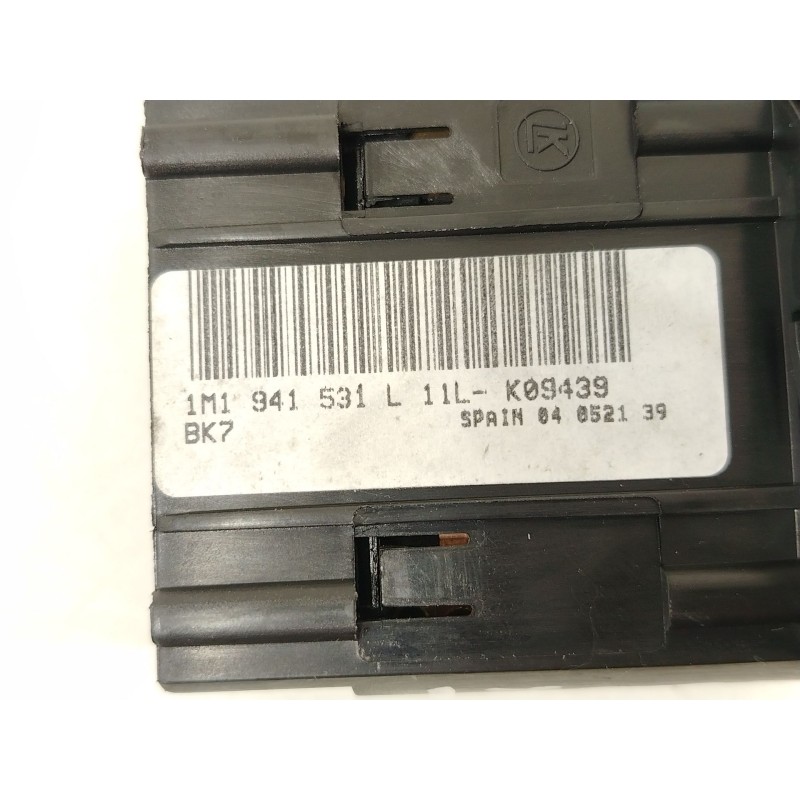 1M1 941 531 L 11L- K09439
BK7
SPAIN 04 0521 39